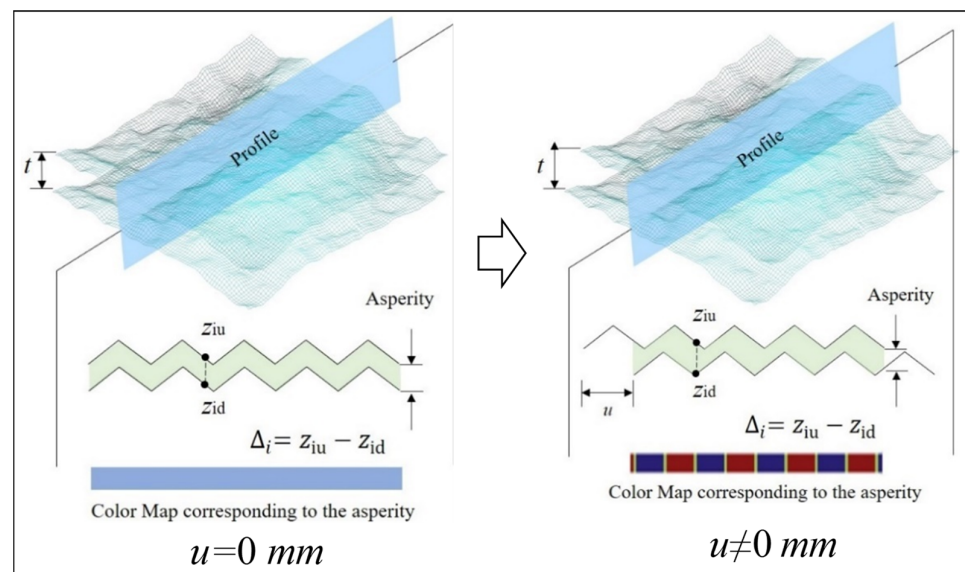 Profile
t
Asperity
ziu
zid
Δi= ziu − zid
Color Map corresponding to the asperity
u=0 mm
Profile
t
Asperity
ziu
zid
u
Δi= ziu − zid
Color Map corresponding to the asperity
u≠0 mm